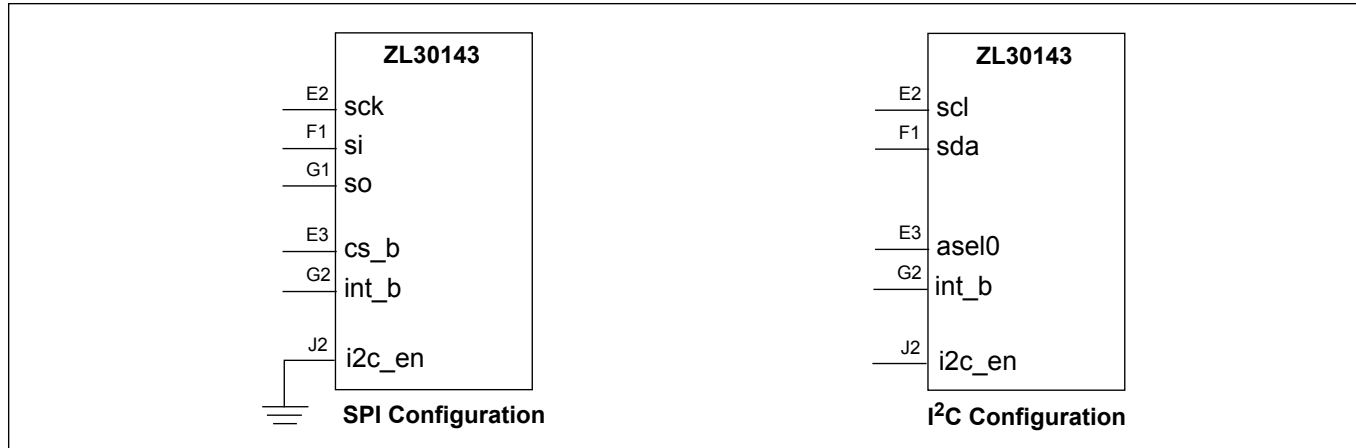 ZL30143
E2 sck
F1 si
G1 so
E3 cs_b
G2 int_b
J2 i2c_en
SPI Configuration
ZL30143
E2 scl
F1 sda
E3 asel0
G2 int_b
J2 i2c_en
I²C Configuration